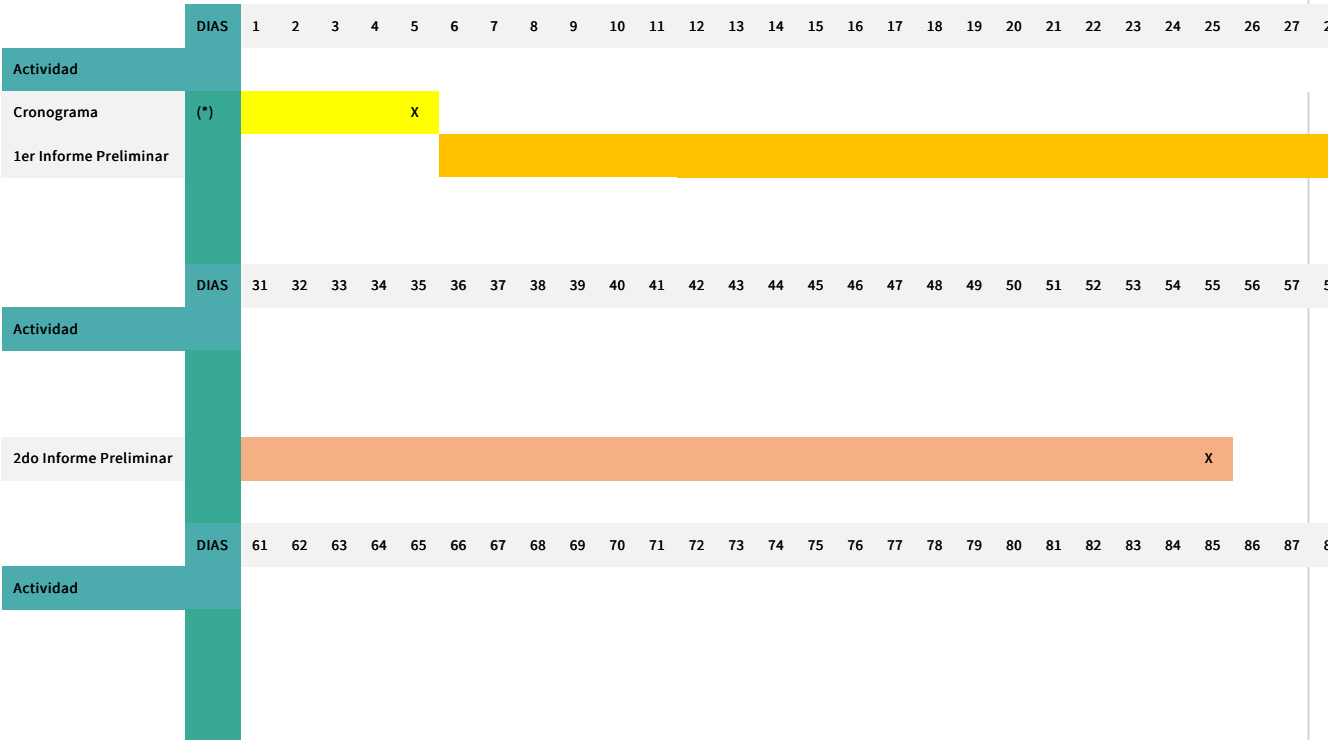 DIAS 1 2 3 4 5 6 7 8 9 10 11 12 13 14 15 16 17 18 19 20 21 22 23 24 25 26 27
Actividad
Cronograma (*) X
1er Informe Preliminar
DIAS 31 32 33 34 35 36 37 38 39 40 41 42 43 44 45 46 47 48 49 50 51 52 53 54 55 56 57
Actividad
2do Informe Preliminar X
DIAS 61 62 63 64 65 66 67 68 69 70 71 72 73 74 75 76 77 78 79 80 81 82 83 84 85 86 87
Actividad